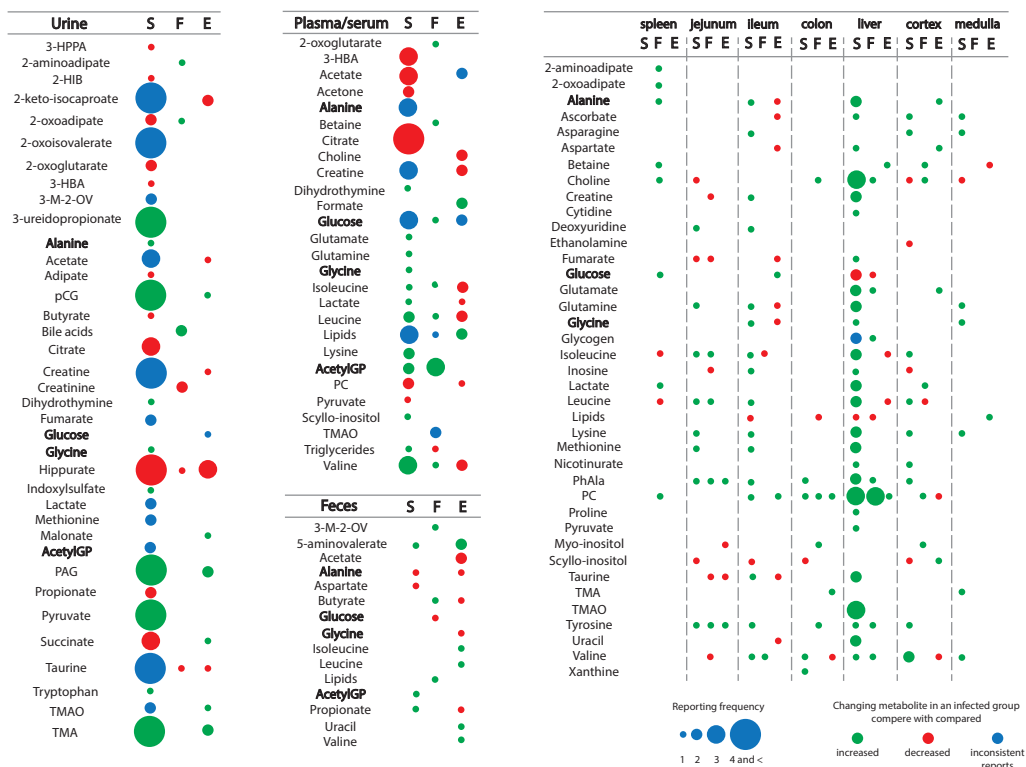 Urine S F E
3-HPPA
2-aminoadipate
2-HIB
2-keto-isocaproate
2-oxoadipate
2-oxoisovalerate
2-oxoglutarate
3-HBA
3-M-2-OV
3-ureidopropionate
Alanine
Acetate
Adipate
pCG
Butyrate
Bile acids
Citrate
Creatine
Creatinine
Dihydrothymine
Fumarate
Glucose
Glycine
Hippurate
Indoxylsulfate
Lactate
Methionine
Malonate
AcetylGP
PAG
Propionate
Pyruvate
Succinate
Taurine
Tryptophan
TMAO
TMA
Plasma/serum S F E
2-oxoglutarate
3-HBA
Acetate
Acetone
Alanine
Betaine
Citrate
Choline
Creatine
Dihydrothymine
Formate
Glucose
Glutamate
Glutamine
Glycine
Isoleucine
Lactate
Leucine
Lipids
Lysine
AcetylGP
PC
Pyruvate
Scyllo-inositol
TMAO
Triglycerides
Valine
Feces S F E
3-M-2-OV
5-aminovalerate
Acetate
Alanine
Aspartate
Butyrate
Glucose
Glycine
Isoleucine
Leucine
Lipids
AcetylGP
Propionate
Uracil
Valine
spleen jejunum ileum colon liver cortex medulla
S F E S F E S F E S F E S F E S F E S F E
2-aminoadipate
2-oxoadipate
Alanine
Ascorbate
Asparagine
Aspartate
Betaine
Choline
Creatine
Cytidine
Deoxyuridine
Ethanolamine
Fumarate
Glucose
Glutamate
Glutamine
Glycine
Glycogen
Isoleucine
Inosine
Lactate
Leucine
Lipids
Lysine
Methionine
Nicotinurate
PhAla
PC
Proline
Pyruvate
Myo-inositol
Scyllo-inositol
Taurine
TMA
TMAO
Tyrosine
Uracil
Valine
Xanthine
Reporting frequency
1 2 3 4 and <
Changing metabolite in an infected group
compere with compared
increased decreased inconsistent
reports